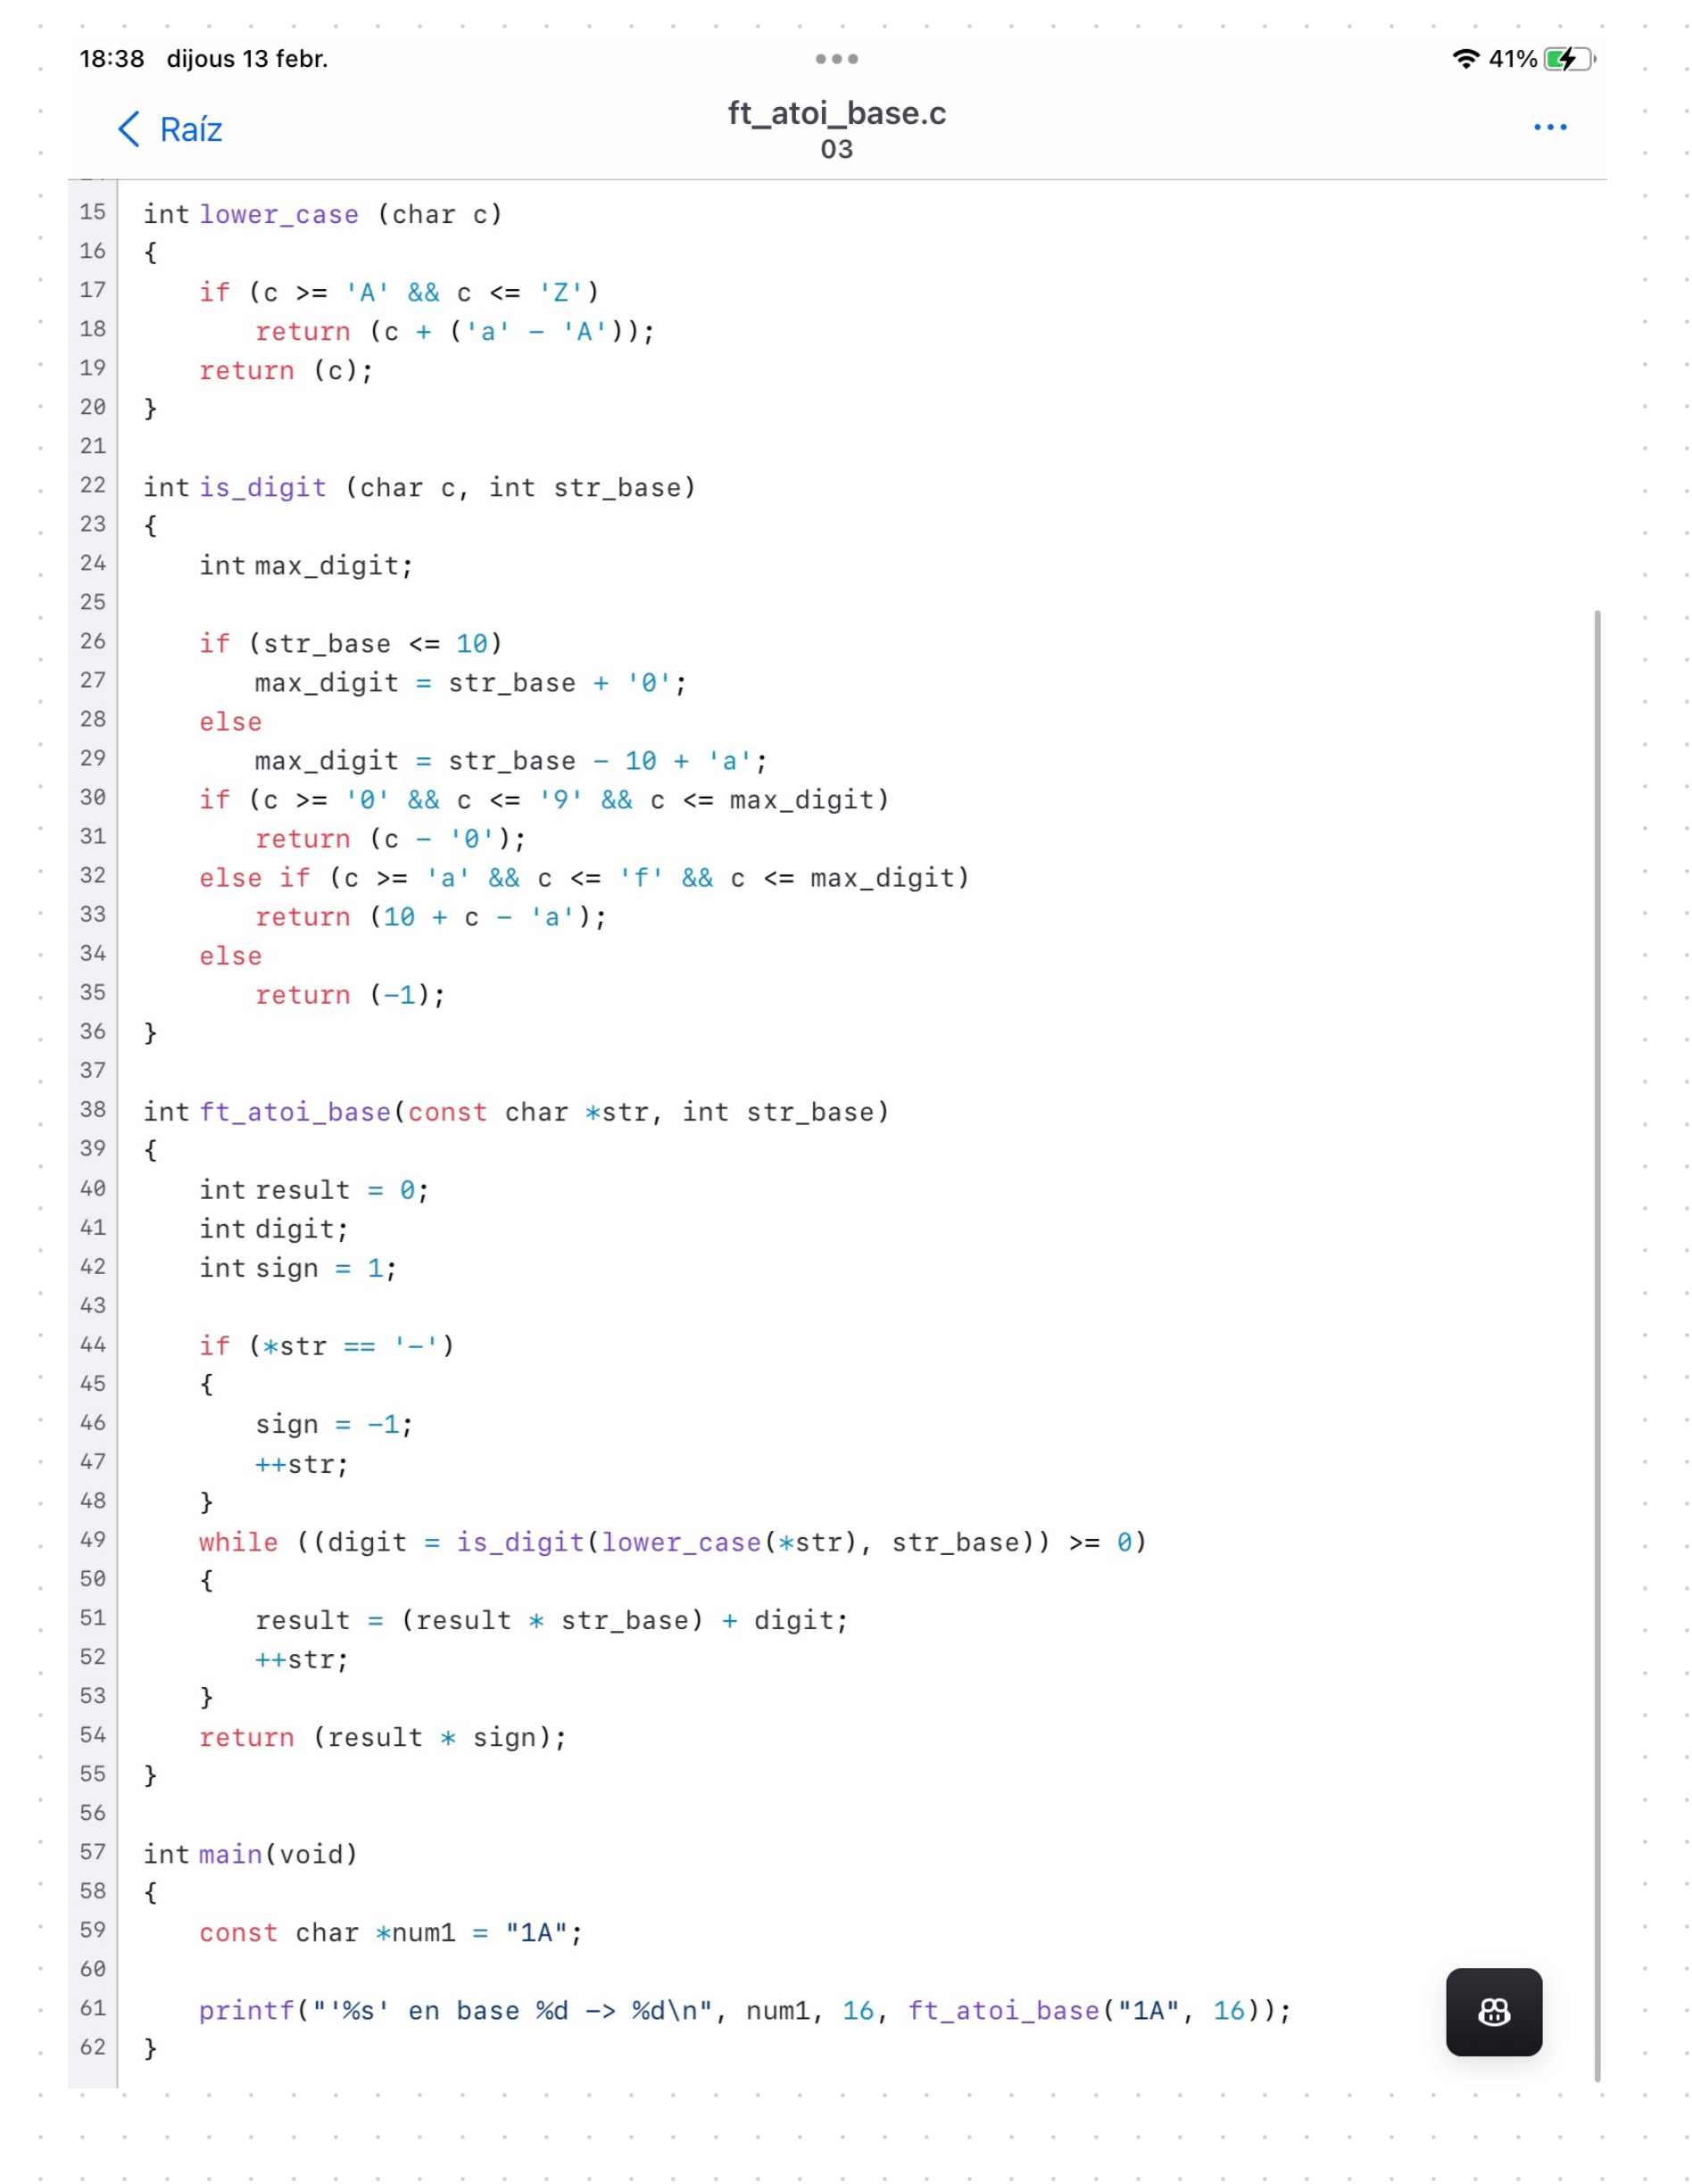 18:38 dijous 13 febr.
41%
Raíz
ft_atoi_base.c
03
15 int lower_case (char c)
16 {
17 if (c >= 'A' && c <= 'Z')
18 return (c + ('a' - 'A'));
19 return (c);
20 }
21
22 int is_digit (char c, int str_base)
23 {
24 int max_digit;
25
26 if (str_base <= 10)
27 max_digit = str_base + '0';
28 else
29 max_digit = str_base - 10 + 'a';
30 if (c >= '0' && c <= '9' && c <= max_digit)
31 return (c - '0');
32 else if (c >= 'a' && c <= 'f' && c <= max_digit)
33 return (10 + c - 'a');
34 else
35 return (-1);
36 }
37
38 int ft_atoi_base(const char *str, int str_base)
39 {
40 int result = 0;
41 int digit;
42 int sign = 1;
43
44 if (*str == '-')
45 {
46 sign = -1;
47 ++str;
48 }
49 while ((digit = is_digit(lower_case(*str), str_base)) >= 0)
50 {
51 result = (result * str_base) + digit;
52 ++str;
53 }
54 return (result * sign);
55 }
56
57 int main(void)
58 {
59 const char *num1 = "1A";
60
61 printf("'%s' en base %d -> %d\n", num1, 16, ft_atoi_base("1A", 16));
62 }